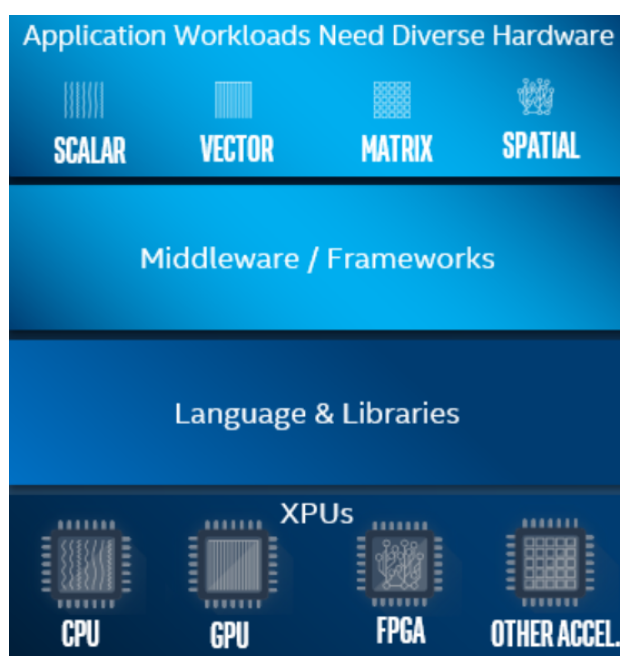 Application Workloads Need Diverse Hardware
SCALAR VECTOR MATRIX SPATIAL
Middleware / Frameworks
Language & Libraries
XPUs
CPU GPU FPGA OTHER ACCEL.